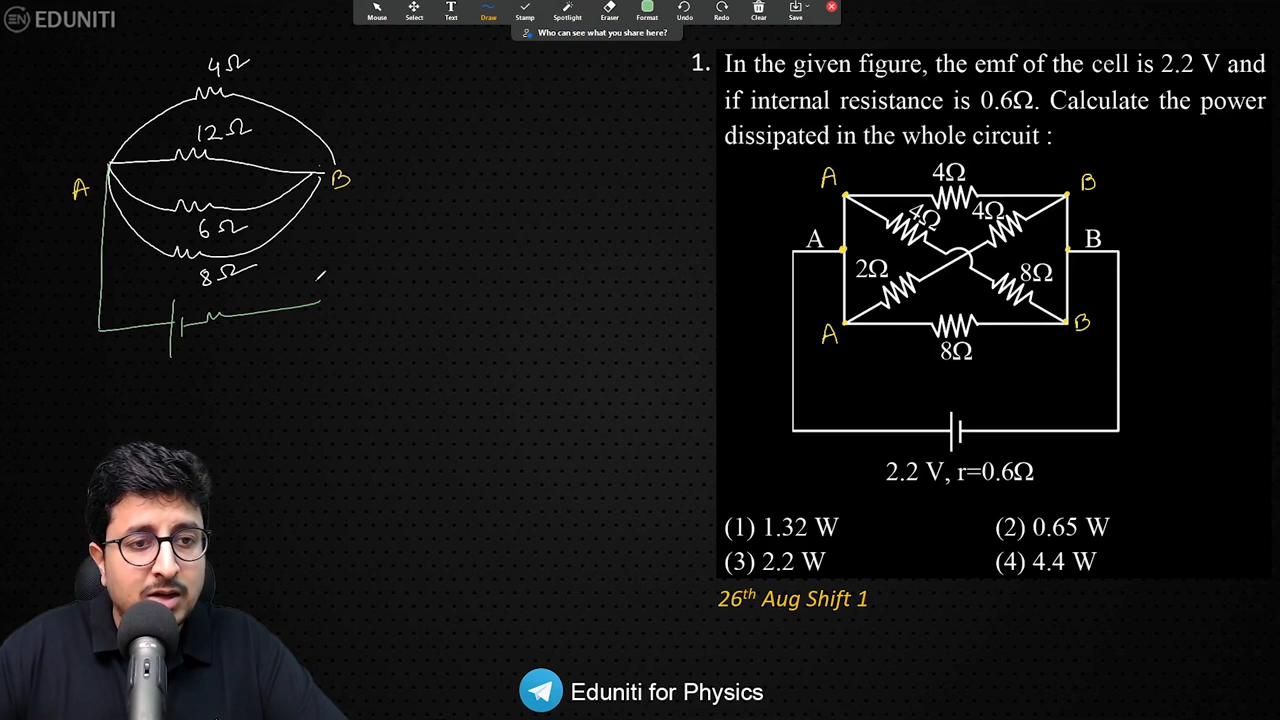 EN EDUNITI
Mouse Select Text Draw Stamp Spotlight Eraser Format Undo Redo Clear Save
Who can see what you share here?
4Ω
12Ω
A
B
6Ω
8Ω
1. In the given figure, the emf of the cell is 2.2 V and
if internal resistance is 0.6Ω. Calculate the power
dissipated in the whole circuit :
A
4Ω
B
4Ω
4Ω
A
B
2Ω
8Ω
A
B
8Ω
2.2 V, r=0.6Ω
(1) 1.32 W (2) 0.65 W
(3) 2.2 W (4) 4.4 W
26th Aug Shift 1
Eduniti for Physics